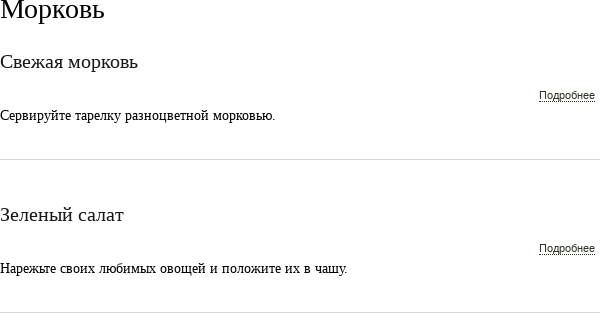 Морковь
Свежая морковь
Подробнее
Сервируйте тарелку разноцветной морковью.
Зеленый салат
Подробнее
Нарежьте своих любимых овощей и положите их в чашу.